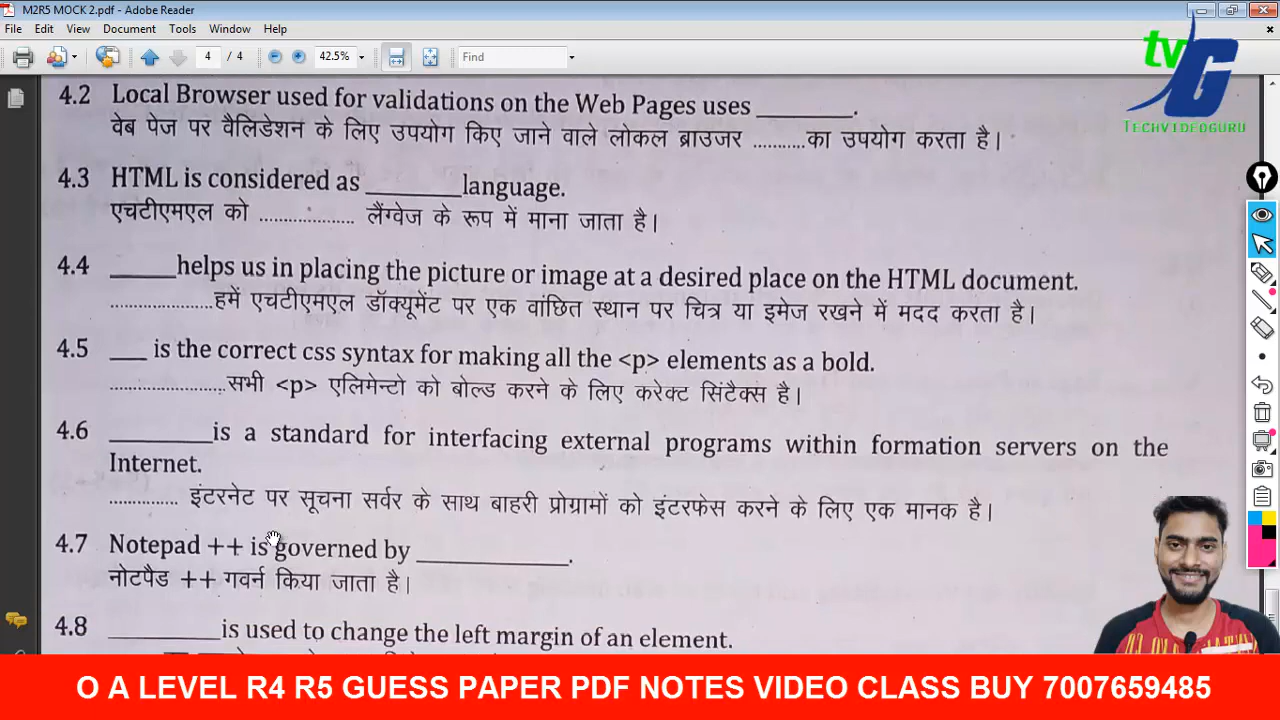 M2R5 MOCK 2.pdf - Adobe Reader
File Edit View Document Tools Window Help
4 / 4 42.5% Find
tv G
TECHVIDEOGURU
4.2 Local Browser used for validations on the Web Pages uses _________.
वेब पेज पर वैलिडेशन के लिए उपयोग किए जाने वाले लोकल ब्राउजर ...........का उपयोग करता है।
4.3 HTML is considered as ________language.
एचटीएमएल को .................... लैंग्वेज के रूप में माना जाता है।
4.4 ______helps us in placing the picture or image at a desired place on the HTML document.
......................हमें एचटीएमएल डॉक्यूमेंट पर एक वांछित स्थान पर चित्र या इमेज रखने में मदद करता है।
4.5 ___ is the correct css syntax for making all the <p> elements as a bold.
........................सभी <p> एलिमेन्टो को बोल्ड करने के लिए करेक्ट सिंटैक्स है।
4.6 _________is a standard for interfacing external programs within formation servers on the
Internet.
.............. इंटरनेट पर सूचना सर्वर के साथ बाहरी प्रोग्रामों को इंटरफेस करने के लिए एक मानक है।
4.7 Notepad ++ is governed by _____________.
नोटपैड ++ गवर्न किया जाता है।
4.8 __________is used to change the left margin of an element.
O A LEVEL R4 R5 GUESS PAPER PDF NOTES VIDEO CLASS BUY 7007659485